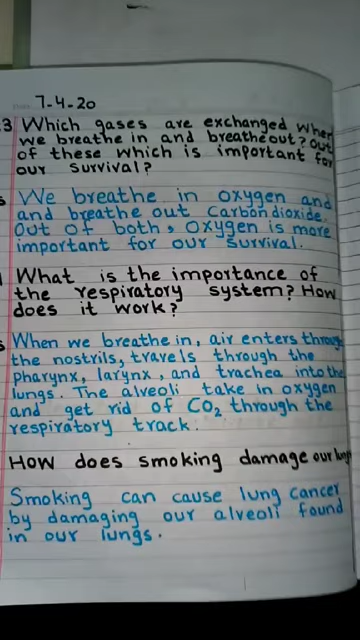 7-4-20
3 Which gases are exchanged when
we breathe in and breathe out? Out
of these which is important for
our survival?
We breathe in oxygen and
and breathe out carbondioxide.
Out of both, oxygen is more
important for our survival.
What is the importance of
the respiratory system? How
does it work?
When we breathe in, air enters through
the nostrils, travels through the
pharynx, larynx, and trachea into the
lungs. The alveoli take in oxygen
and get rid of CO₂ through the
respiratory track.
How does smoking damage our lungs
Smoking can cause lung cancer
by damaging our alveoli found
in our lungs.